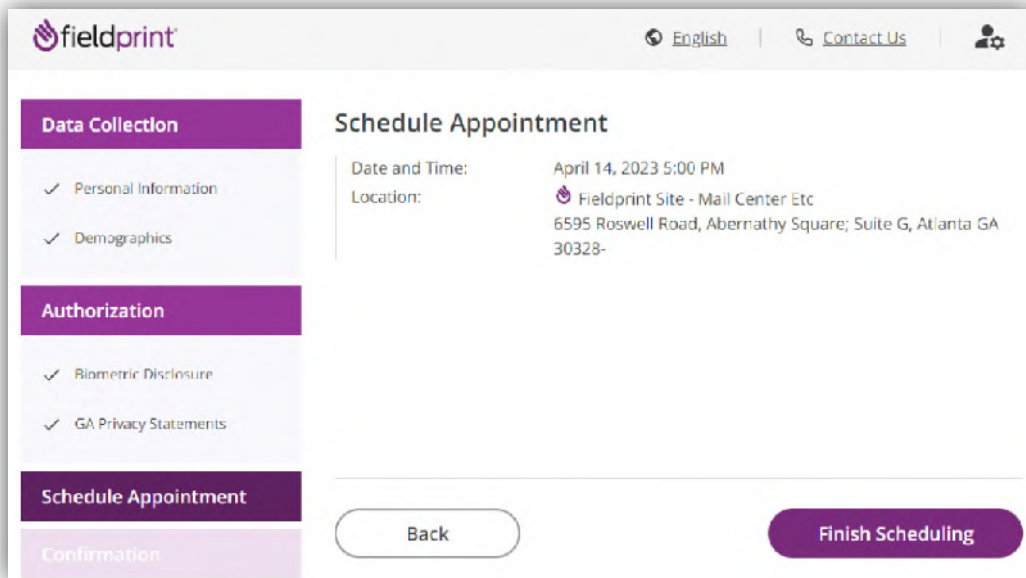 fieldprint
English | Contact Us
Data Collection
✓ Personal Information
✓ Demographics
Authorization
✓ Biometric Disclosure
✓ GA Privacy Statements
Schedule Appointment
Confirmation
Schedule Appointment
Date and Time: April 14, 2023 5:00 PM
Location: Fieldprint Site - Mail Center Etc
6595 Roswell Road, Abernathy Square; Suite G, Atlanta GA
30328-
Back
Finish Scheduling